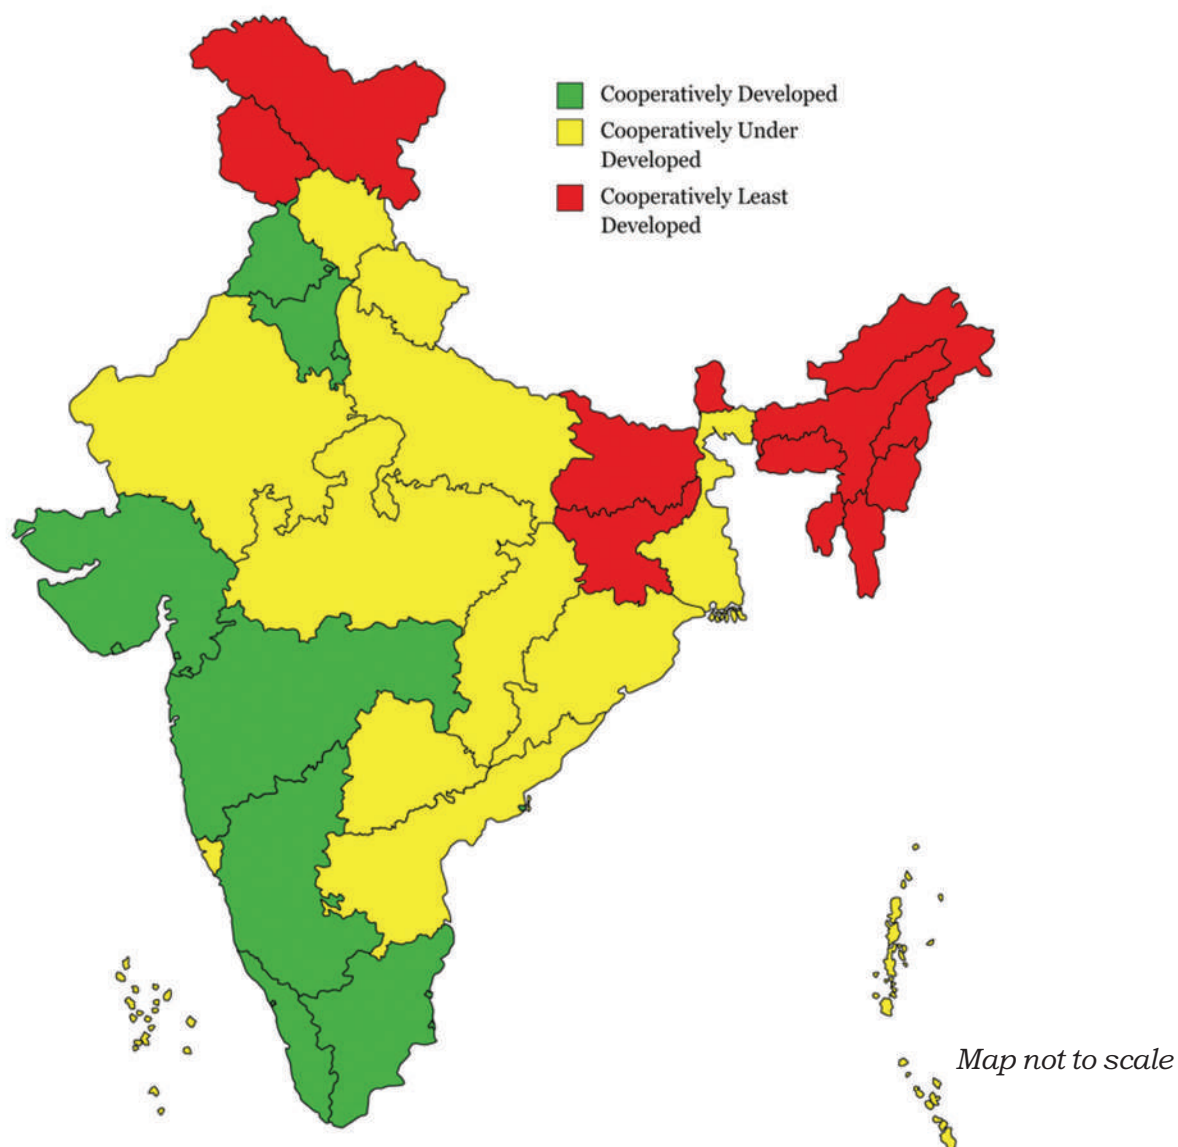 Cooperatively Developed
Cooperatively Under
Developed
Cooperatively Least
Developed
Map not to scale